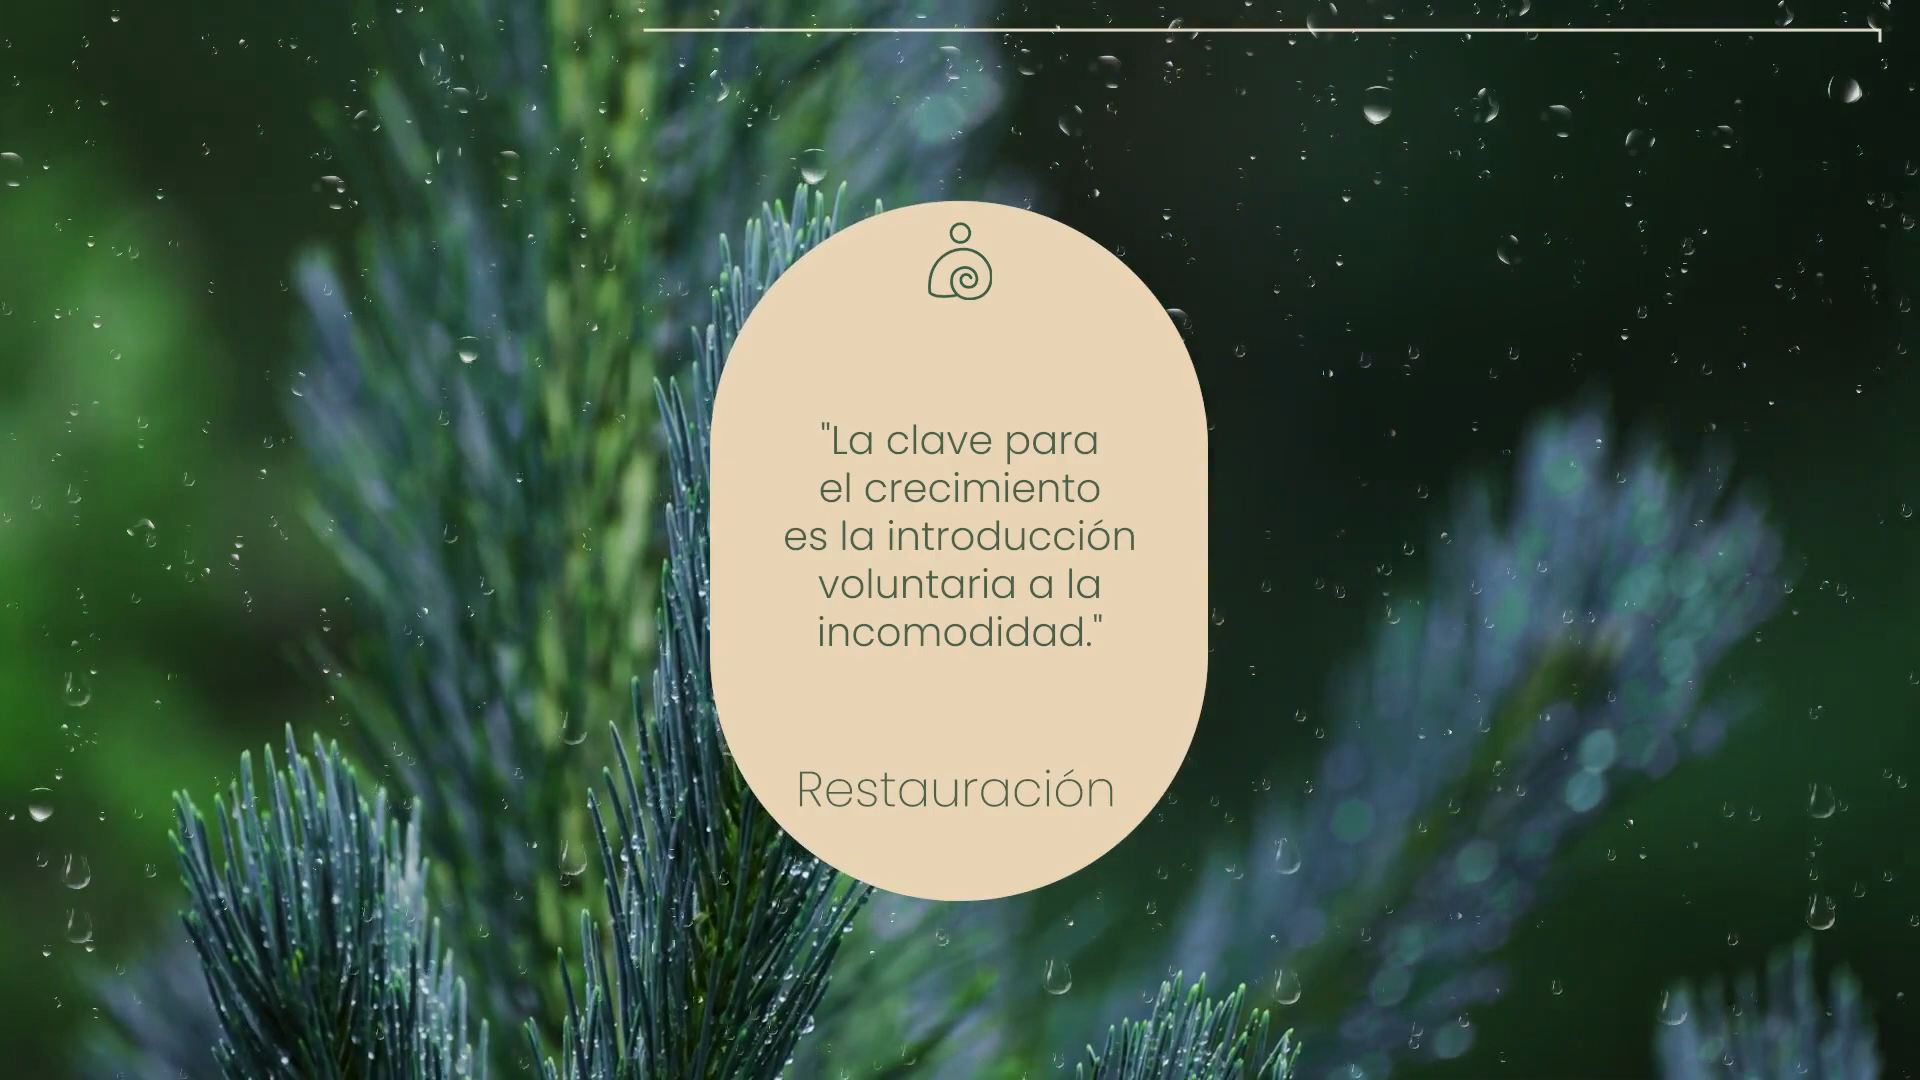 "La clave para
el crecimiento
es la introducción
voluntaria a la
incomodidad."
Restauración